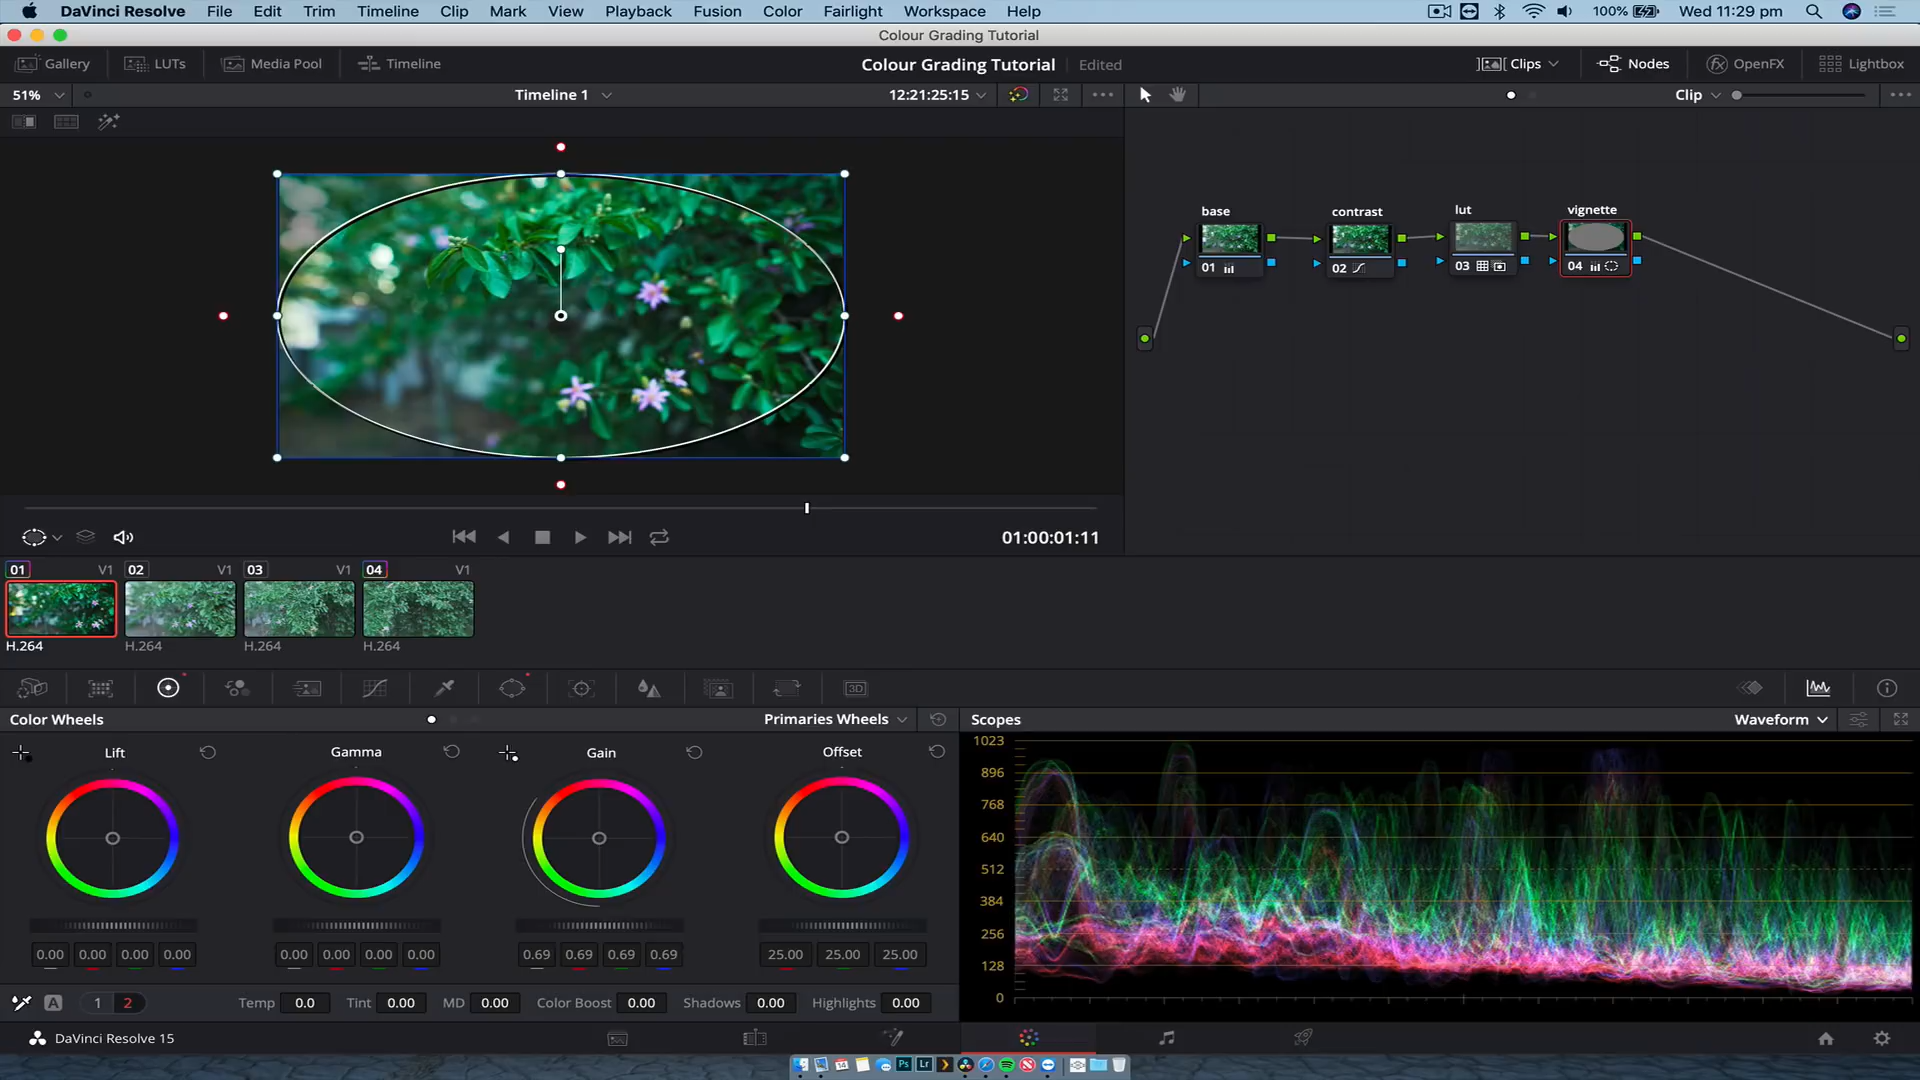 DaVinci Resolve File Edit Trim Timeline Clip Mark View Playback Fusion Color Fairlight Workspace Help 100% Wed 11:29 pm
Colour Grading Tutorial
Gallery LUTs Media Pool Timeline Colour Grading Tutorial Edited Clips Nodes fx OpenFX Lightbox
51% Timeline 1 12:21:25:15 Clip
base contrast lut vignette
01 02 03 04
01:00:01:11
01 V1 02 V1 03 V1 04 V1
H.264 H.264 H.264 H.264
3D
Color Wheels Primaries Wheels Scopes Waveform
Lift Gamma Gain Offset
1023
896
768
640
512
384
256
128
0
0.00 0.00 0.00 0.00 0.00 0.00 0.00 0.00 0.69 0.69 0.69 0.69 25.00 25.00 25.00
A 1 2 Temp 0.0 Tint 0.00 MD 0.00 Color Boost 0.00 Shadows 0.00 Highlights 0.00
DaVinci Resolve 15
14 Ps Lr